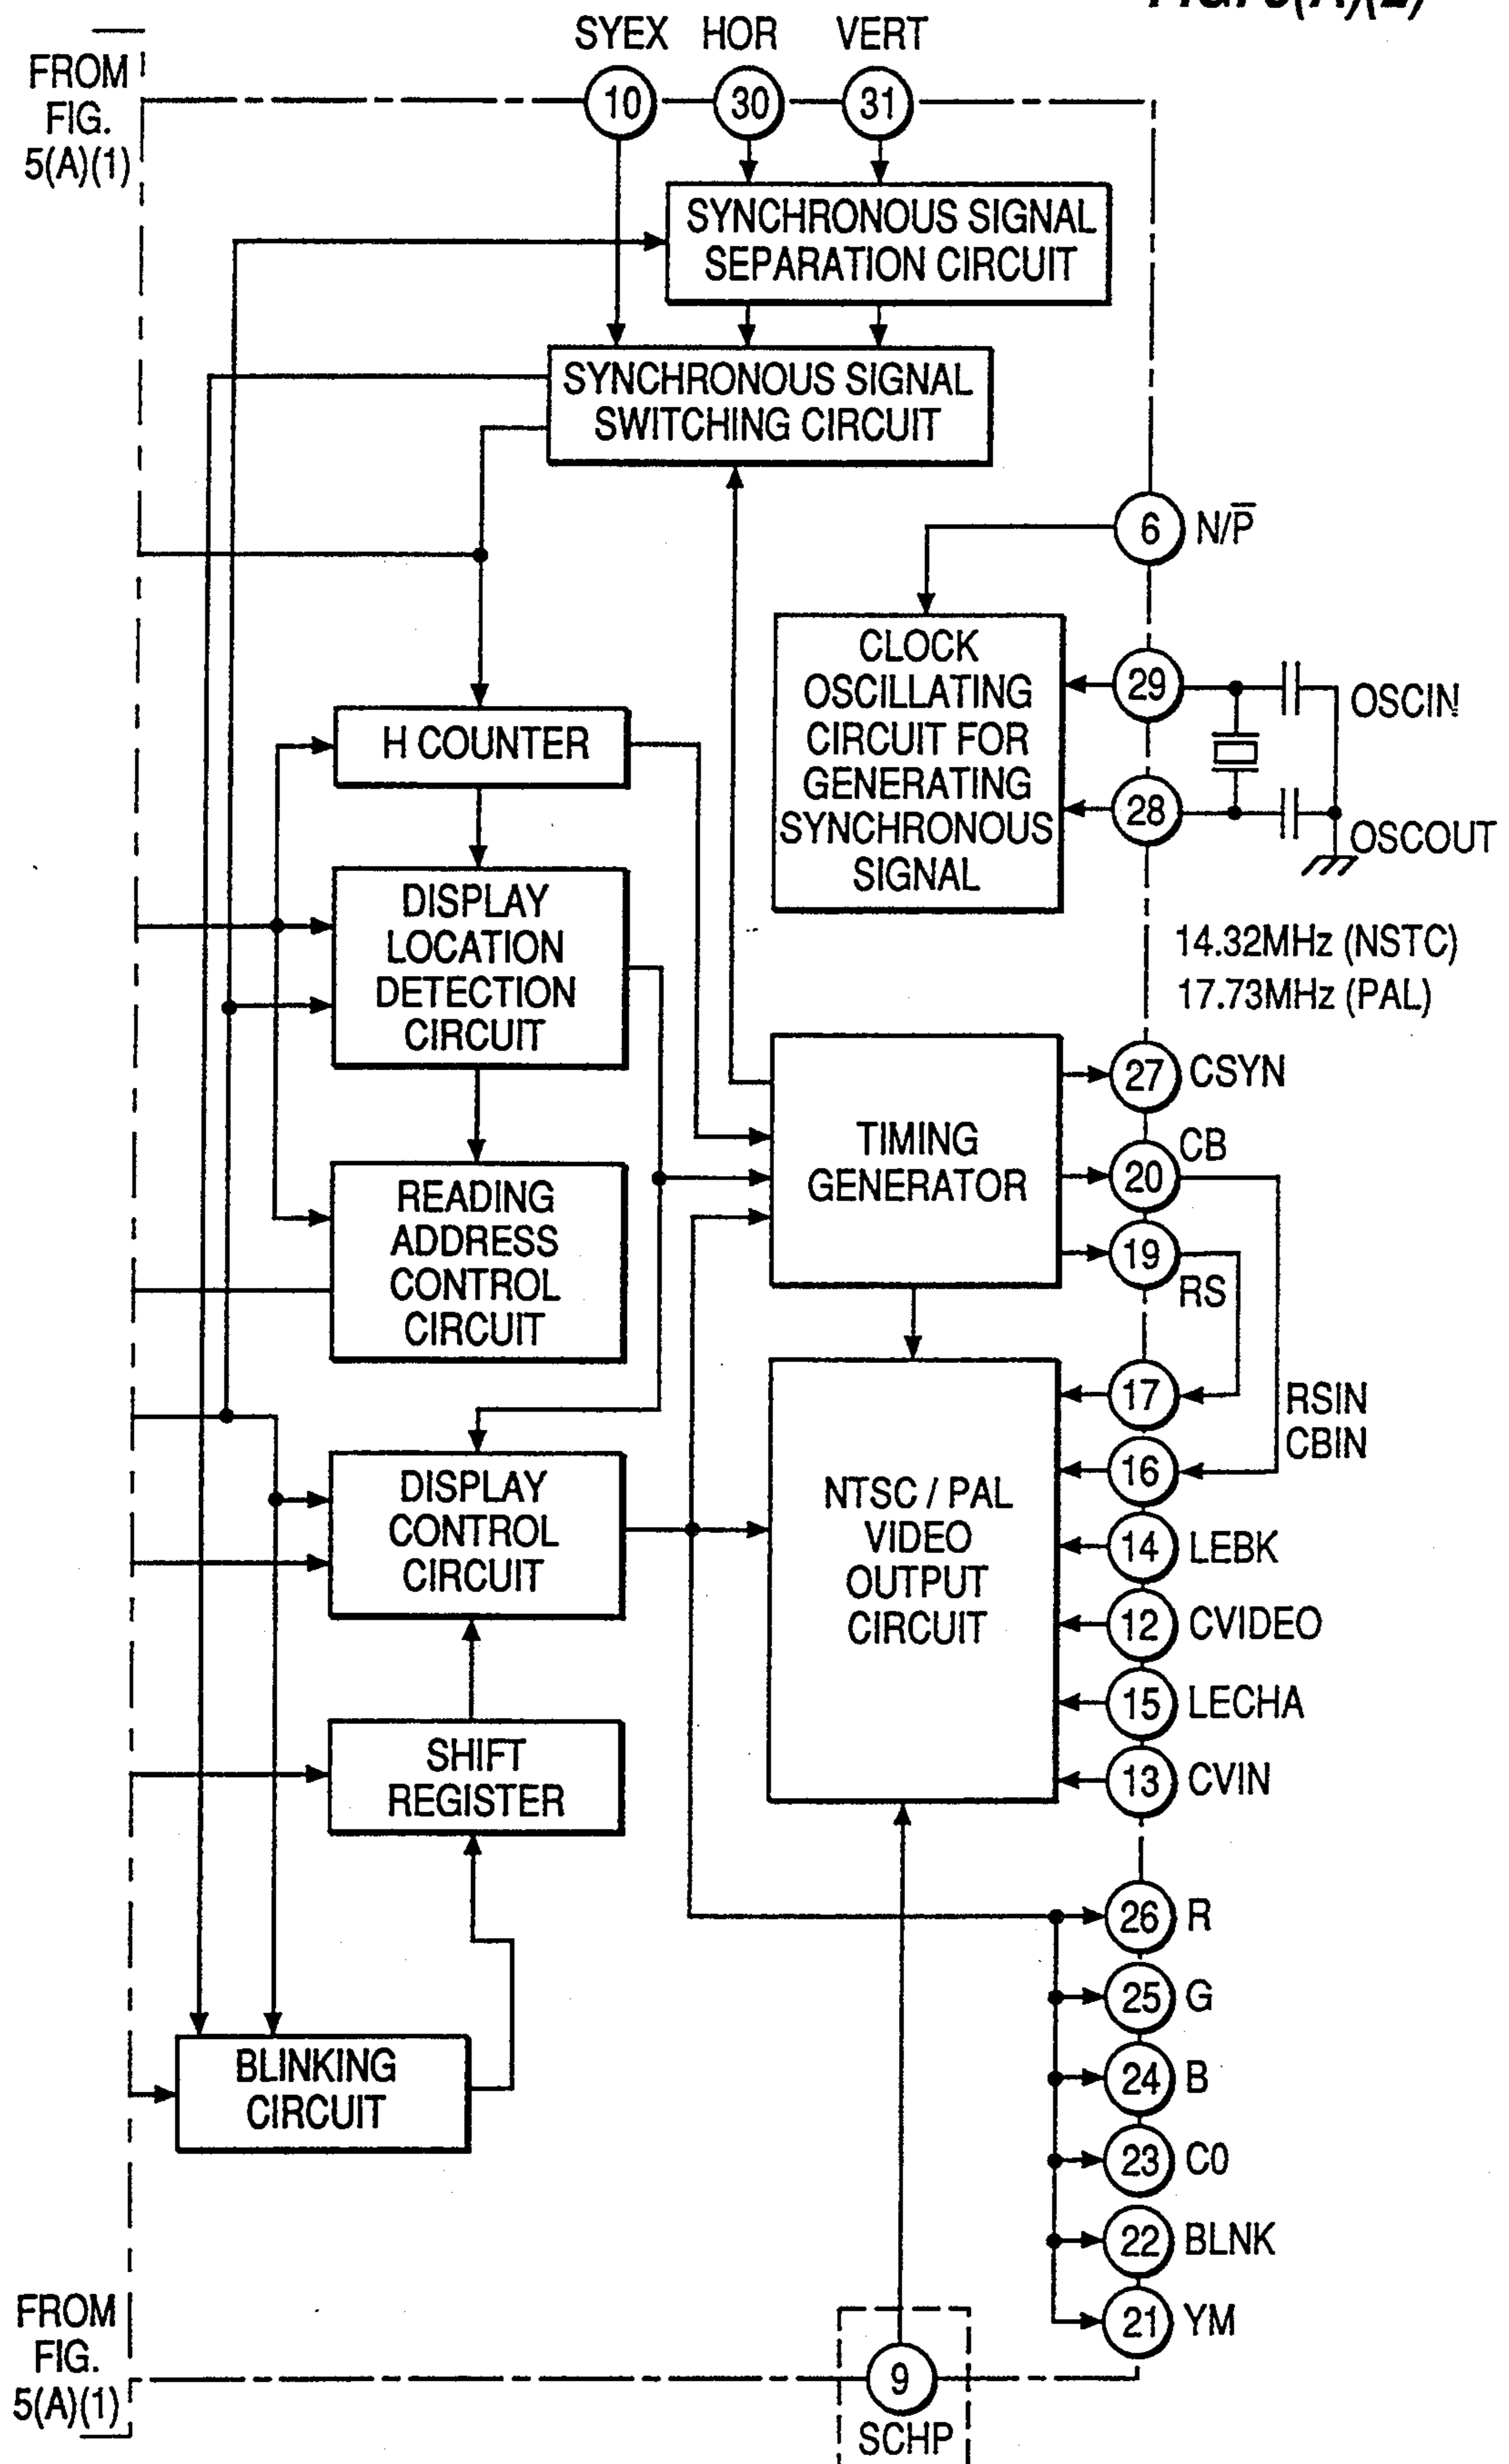 FIG. 5(A)(2)
SYEX HOR VERT
FROM
FIG.
5(A)(1)
10 30 31
SYNCHRONOUS SIGNAL
SEPARATION CIRCUIT
SYNCHRONOUS SIGNAL
SWITCHING CIRCUIT
6 N/P̅
CLOCK
OSCILLATING
CIRCUIT FOR
GENERATING
SYNCHRONOUS
SIGNAL
29 OSCIN
28 OSCOUT
14.32MHz (NSTC)
17.73MHz (PAL)
H COUNTER
DISPLAY
LOCATION
DETECTION
CIRCUIT
READING
ADDRESS
CONTROL
CIRCUIT
TIMING
GENERATOR
27 CSYN
20 CB
19 RS
17 RSIN
16 CBIN
DISPLAY
CONTROL
CIRCUIT
NTSC / PAL
VIDEO
OUTPUT
CIRCUIT
14 LEBK
12 CVIDEO
15 LECHA
13 CVIN
SHIFT
REGISTER
26 R
25 G
24 B
23 C0
22 BLNK
21 YM
BLINKING
CIRCUIT
FROM
FIG.
5(A)(1)
9
SCHP